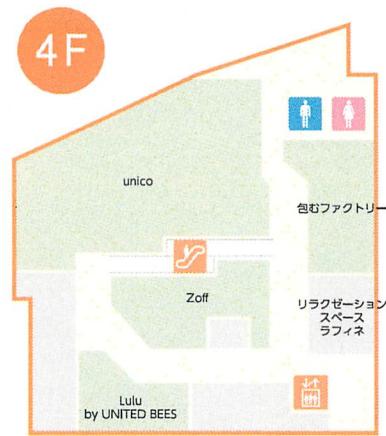 4F
unico
包むファクトリー
Zoff
リラクゼーション
スペース
ラフィネ
Lulu
by UNITED BEES